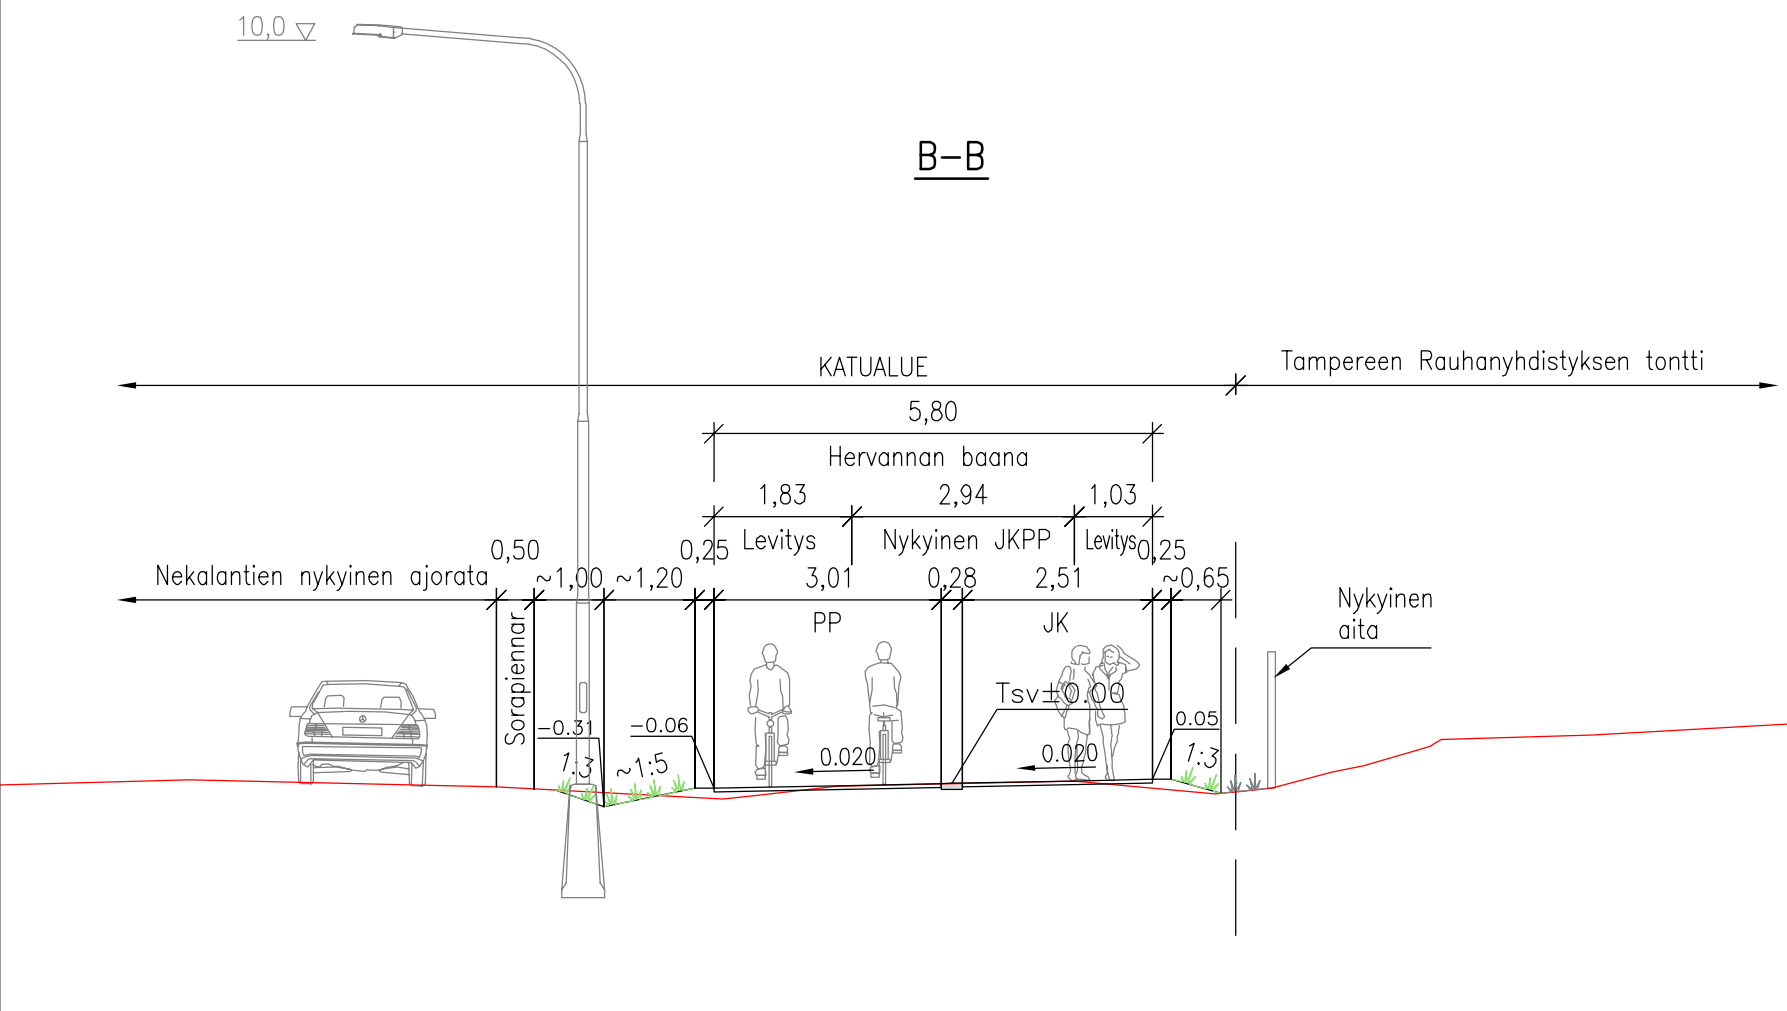 10,0
B-B
KATUALUE
Tampereen Rauhanyhdistyksen tontti
5,80
Hervannan baana
1,83 2,94 1,03
Levitys Nykyinen JKPP Levitys
0,50 0,25 0,25
Nekalantien nykyinen ajorata ~1,00 ~1,20 3,01 0,28 2,51 ~0,65
Sorapiennar
PP JK
Nykyinen
aita
Tsv±0.00
-0.31 -0.06 0.05
1:3 ~1:5 0.020 0.020 1:3